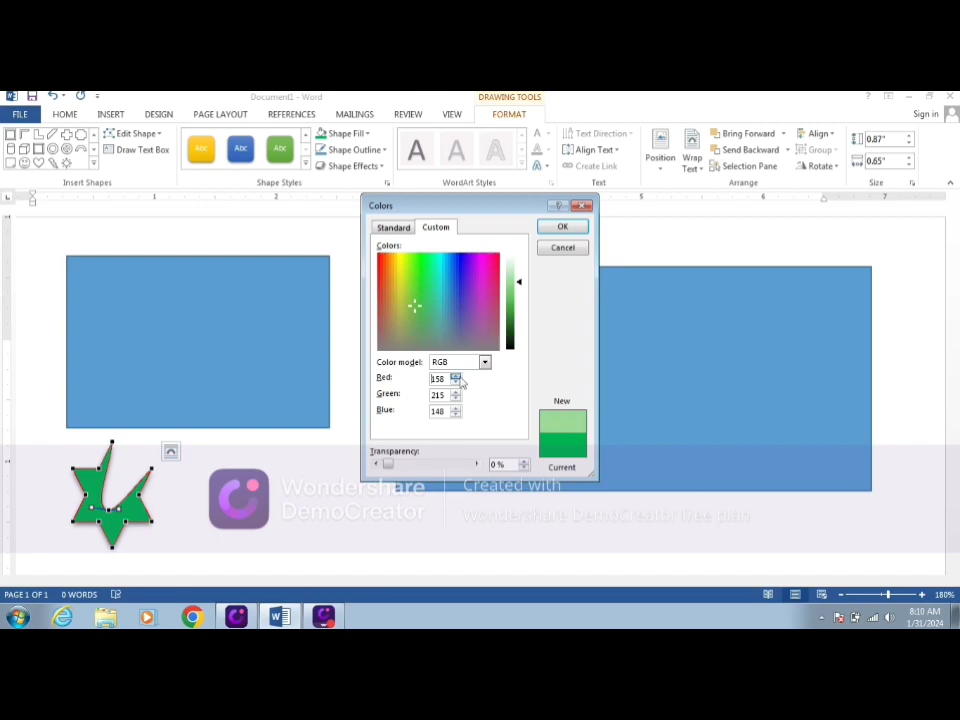 Document1 - Word
DRAWING TOOLS
FILE HOME INSERT DESIGN PAGE LAYOUT REFERENCES MAILINGS REVIEW VIEW FORMAT Sign in
Edit Shape
Draw Text Box
Insert Shapes
Abc Abc Abc
Shape Fill
Shape Outline
Shape Effects
Shape Styles
A A A
WordArt Styles
Text Direction
Align Text
Create Link
Text
Position
Wrap
Text
Bring Forward
Send Backward
Selection Pane
Align
Group
Rotate
Arrange
0.87"
0.65"
Size
1 2 5 6 7
Colors
Standard Custom
OK
Cancel
Colors:
Color model: RGB
Red: 158
Green: 215
Blue: 148
New
Current
Transparency:
0 %
Wondershare
DemoCreator
Created with
Wondershare DemoCreator free plan
PAGE 1 OF 1 0 WORDS 180%
8:10 AM
1/31/2024